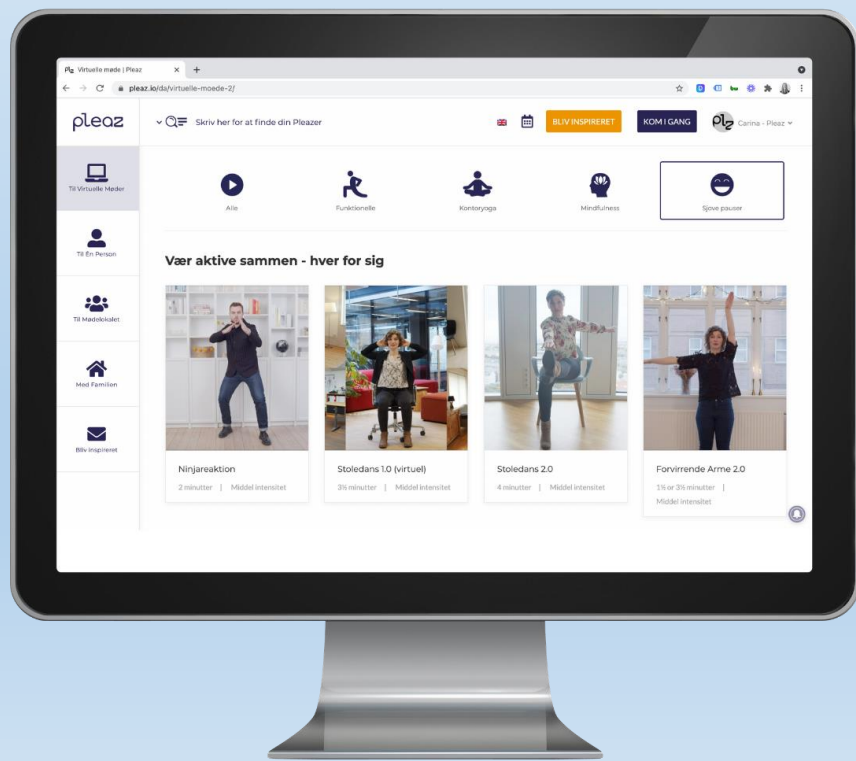 Plz Virtuelle møde | Pleaz
pleaz.io/da/virtuelle-moede-2/
pleaz
Skriv her for at finde din Pleazer
BLIV INSPIRERET
KOM I GANG
plz
Carina - Pleaz
Til Virtuelle Møder
Til Én Person
Til Mødelokalet
Med Familien
Bliv Inspireret
Alle
Funktionelle
Kontoryoga
Mindfulness
Sjove pauser
Vær aktive sammen - hver for sig
Ninjareaktion
2 minutter | Middel intensitet
Stoledans 1.0 (virtuel)
3½ minutter | Middel intensitet
Stoledans 2.0
4 minutter | Middel intensitet
Forvirrende Arme 2.0
1½ or 3½ minutter |
Middel intensitet